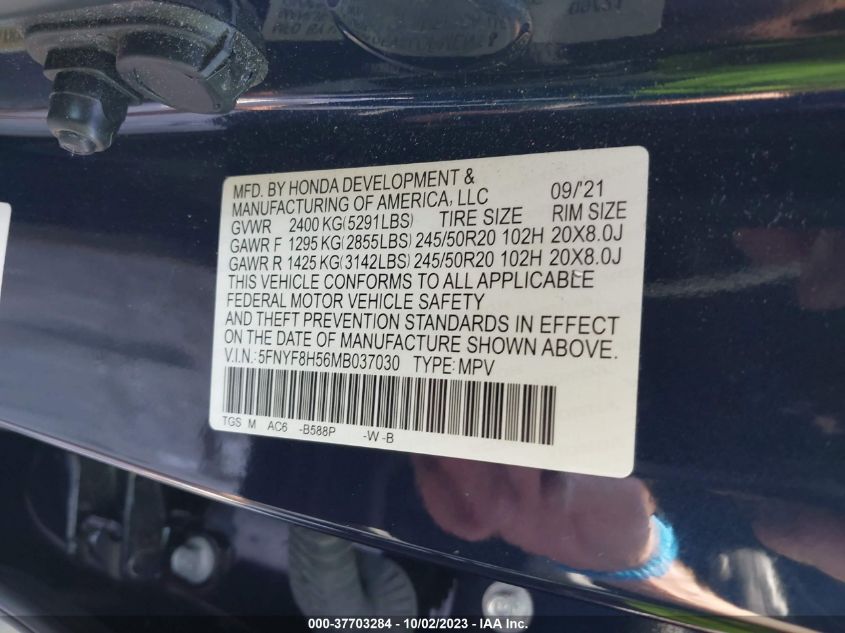 MFD. BY HONDA DEVELOPMENT & 09/'21
MANUFACTURING OF AMERICA, LLC
GVWR 2400 KG(5291LBS) TIRE SIZE RIM SIZE
GAWR F 1295 KG(2855LBS) 245/50R20 102H 20X8.0J
GAWR R 1425 KG(3142LBS) 245/50R20 102H 20X8.0J
THIS VEHICLE CONFORMS TO ALL APPLICABLE
FEDERAL MOTOR VEHICLE SAFETY
AND THEFT PREVENTION STANDARDS IN EFFECT
ON THE DATE OF MANUFACTURE SHOWN ABOVE.
V.I.N.: 5FNYF8H56MB037030 TYPE: MPV
TGS M AC6 -B588P -W -B
000-37703284 - 10/02/2023 - IAA Inc.